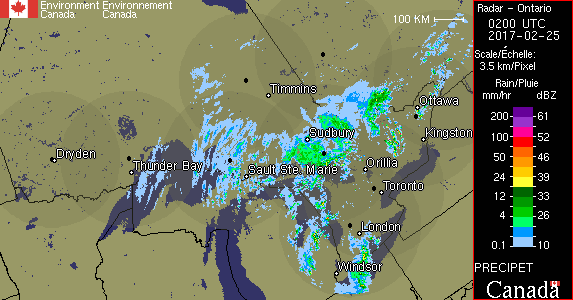 Environment Environnement
Canada Canada
100 KM
Timmins
Ottawa
Sudbury
Kingston
Dryden
Thunder Bay
Sault Ste. Marie
Orillia
Toronto
London
Windsor
Radar - Ontario
0200 UTC
2017-02-25
Scale/Échelle:
3.5 km/Pixel
Rain/Pluie
mm/hr dBZ
200 61
100 52
50 46
24 39
12 33
4 26
0.1 10
PRECIPET
Canada